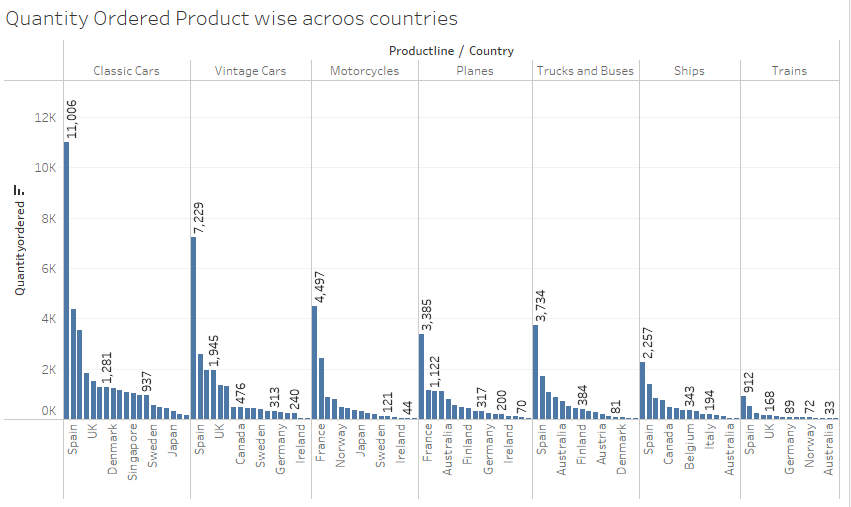 Quantity Ordered Product wise acroos countries
Productline / Country
Classic Cars Vintage Cars Motorcycles Planes Trucks and Buses Ships Trains
Quantityordered
12K
10K
8K
6K
4K
2K
0K
11,006
1,281
937
7,229
1,945
476
313
240
4,497
121
44
3,385
1,122
317
200
70
3,734
384
81
2,257
343
194
912
168
89
72
33
Spain
UK
Denmark
Singapore
Sweden
Japan
Spain
UK
Canada
Sweden
Germany
Ireland
France
Norway
Japan
Sweden
Ireland
France
Australia
Finland
Germany
Ireland
Spain
Australia
Finland
Austria
Denmark
Spain
Canada
Belgium
Italy
Australia
Spain
UK
Germany
Norway
Australia